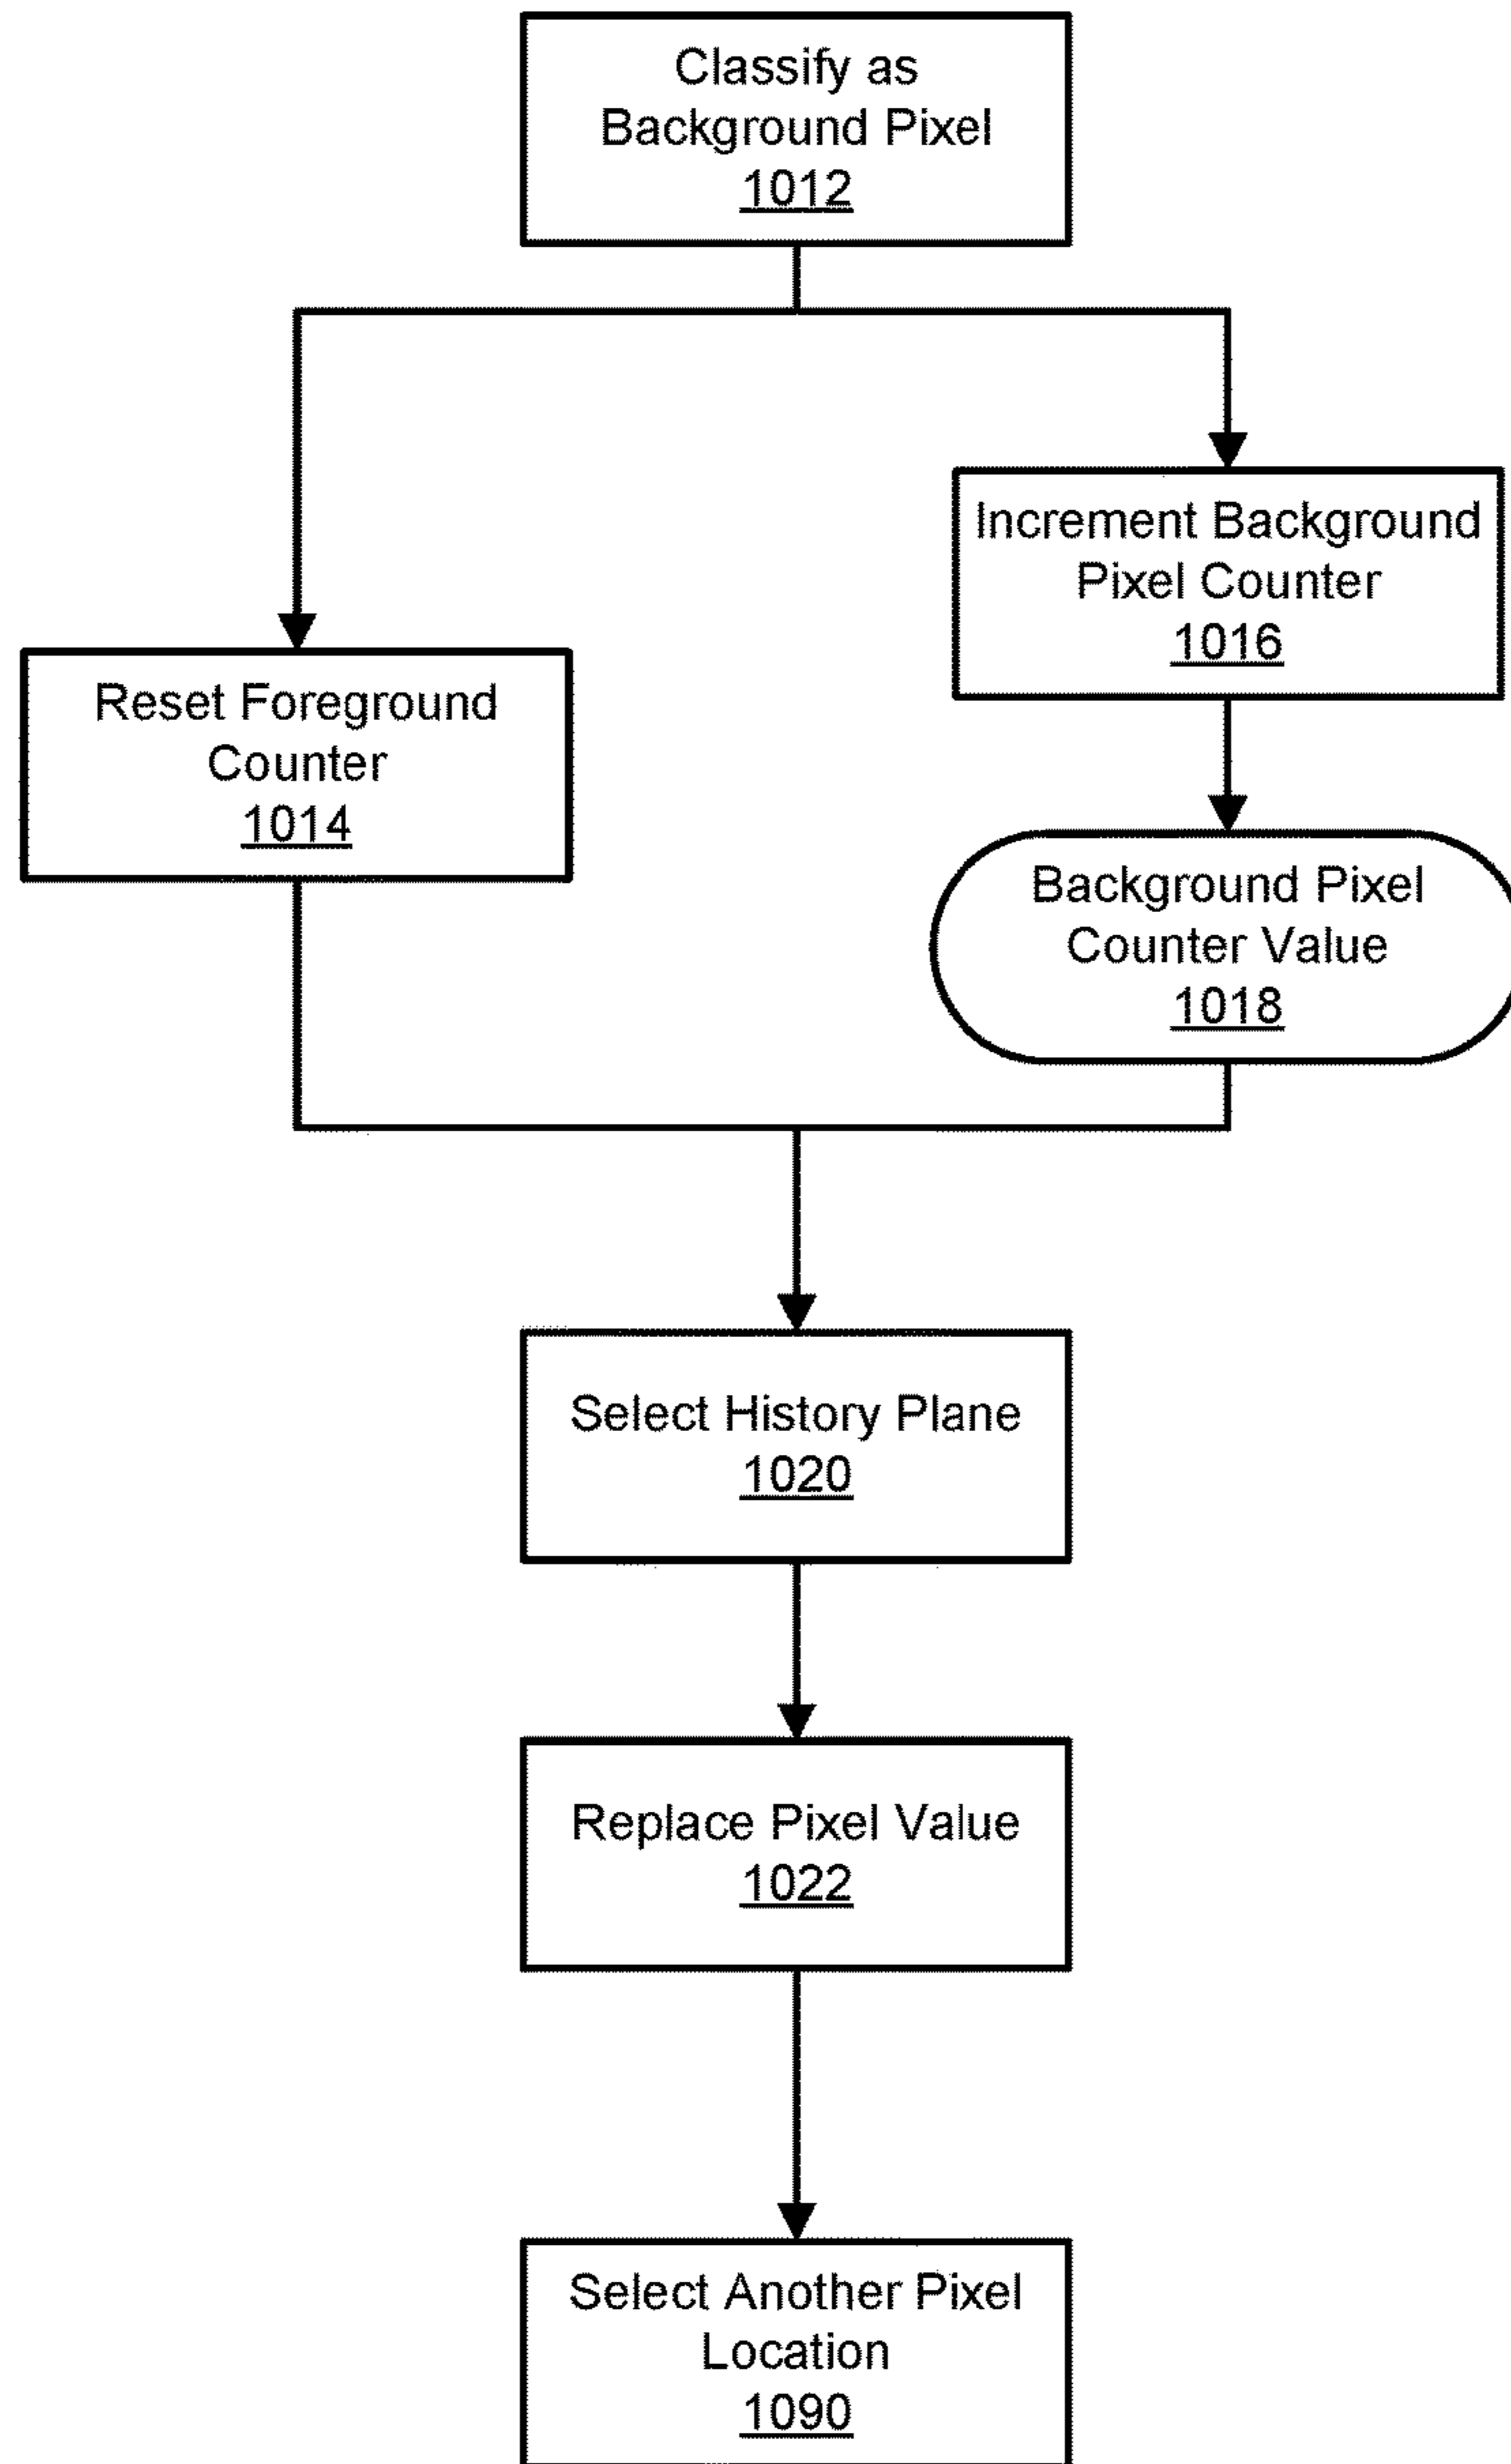 Classify as
Background Pixel
1012
Increment Background
Pixel Counter
1016
Reset Foreground
Counter
1014
Background Pixel
Counter Value
1018
Select History Plane
1020
Replace Pixel Value
1022
Select Another Pixel
Location
1090